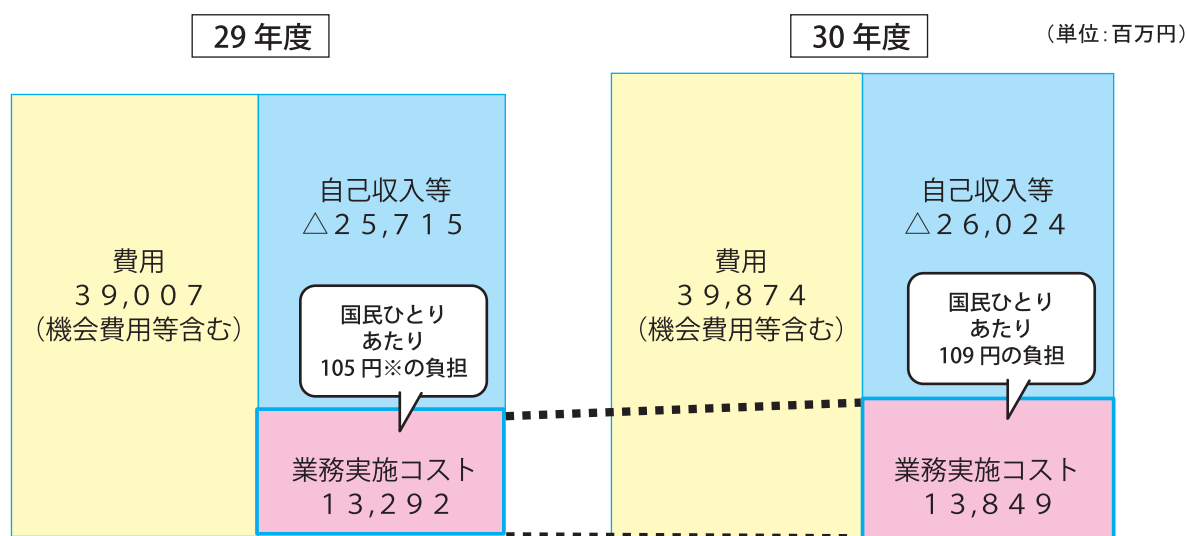 29 年度
費用
３９,００７
（機会費用等含む）
自己収入等
△２５,７１５
国民ひとり
あたり
105 円※の負担
業務実施コスト
１３,２９２
30 年度
（単位：百万円）
費用
３９,８７４
（機会費用等含む）
自己収入等
△２６,０２４
国民ひとり
あたり
109 円の負担
業務実施コスト
１３,８４９